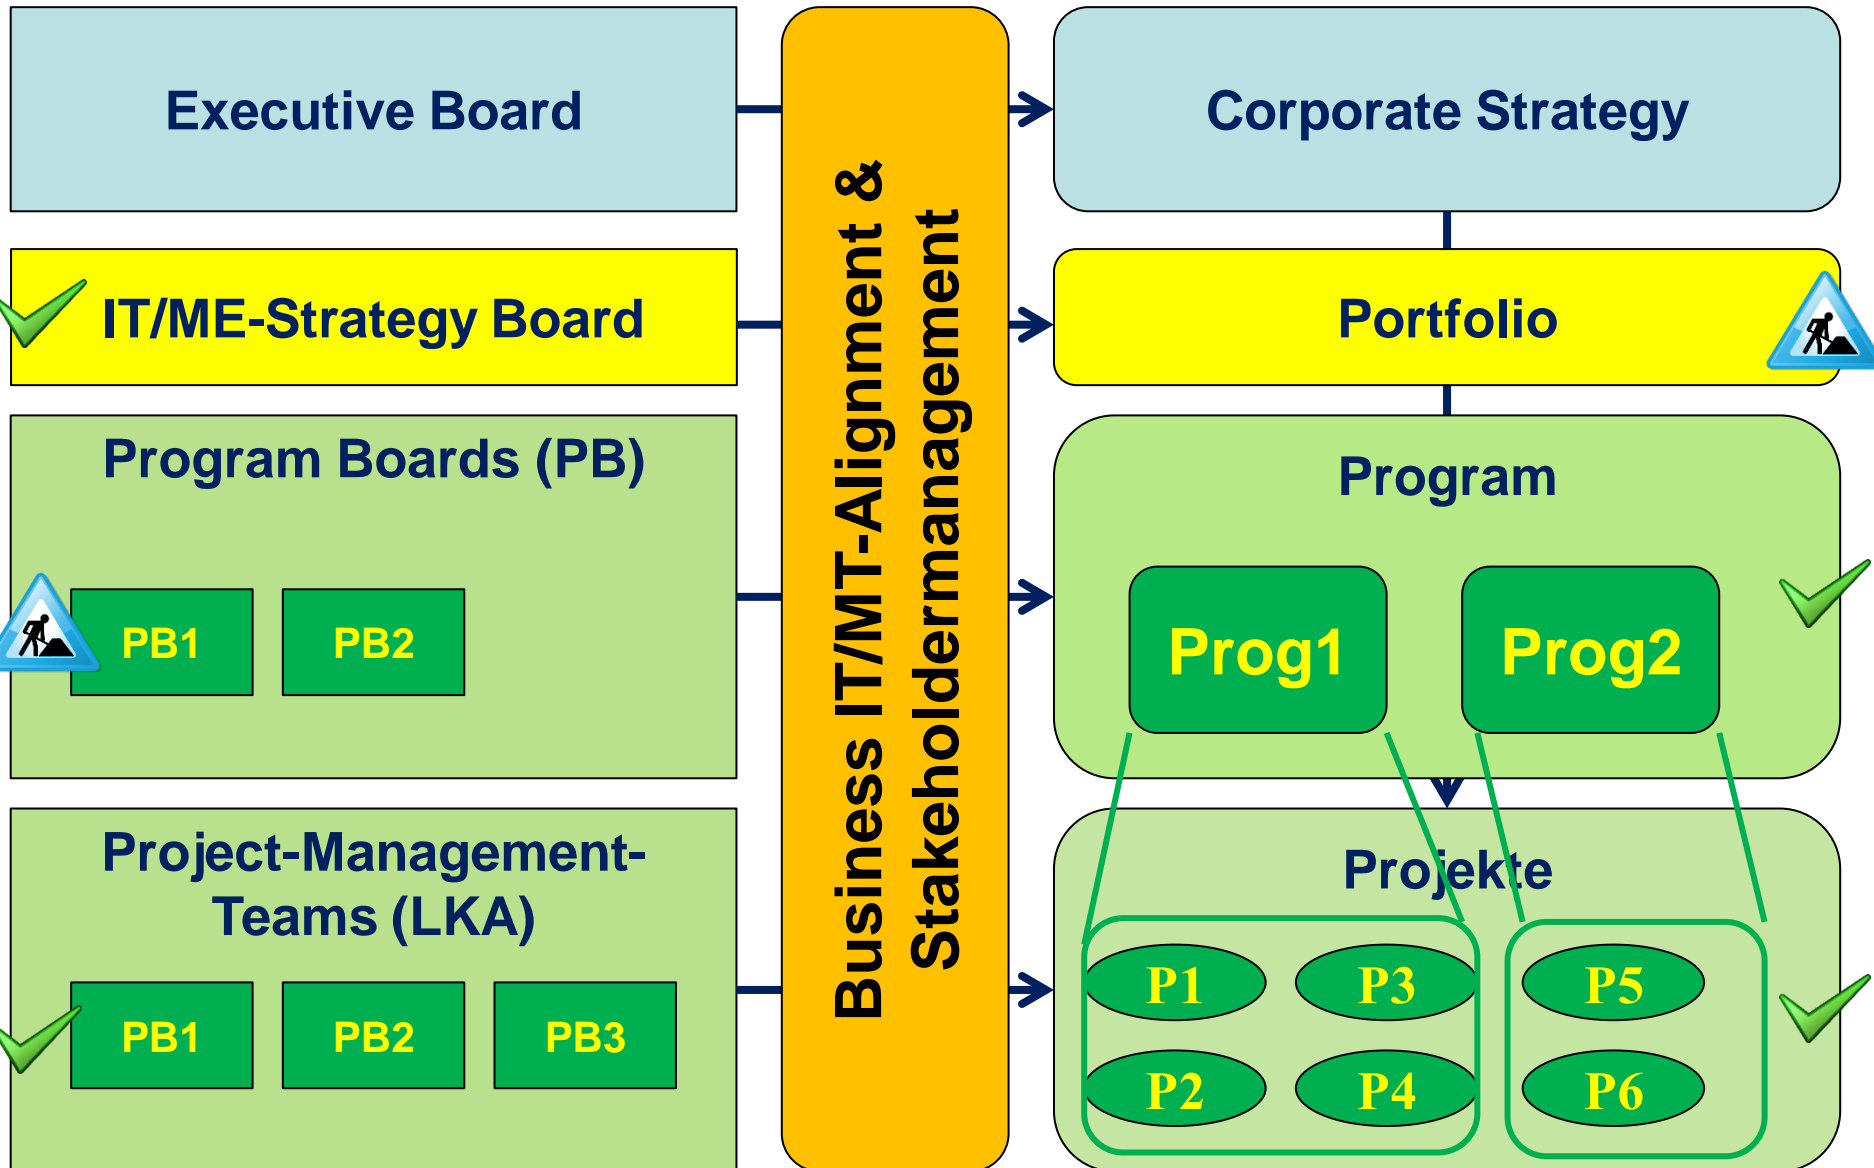 Executive Board
Corporate Strategy
IT/ME-Strategy Board
Portfolio
Program Boards (PB)
PB1
PB2
Program
Prog1
Prog2
Project-Management-
Teams (LKA)
PB1
PB2
PB3
Projekte
P1
P3
P5
P2
P4
P6
Business IT/MT-Alignment &
Stakeholdermanagement